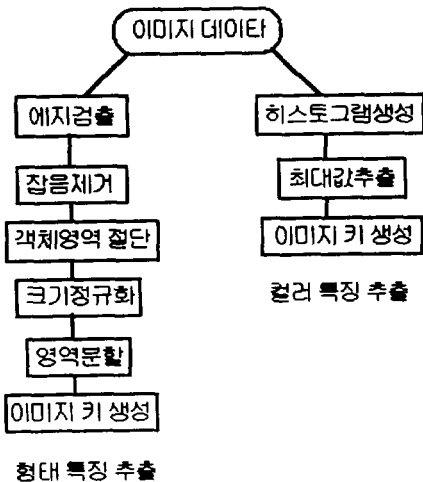 이미지 데이타
에지검출
잡음제거
객체영역 절단
크기정규화
영역분할
이미지 키 생성
형태 특징 추출
히스토그램생성
최대값추출
이미지 키 생성
컬러 특징 추출